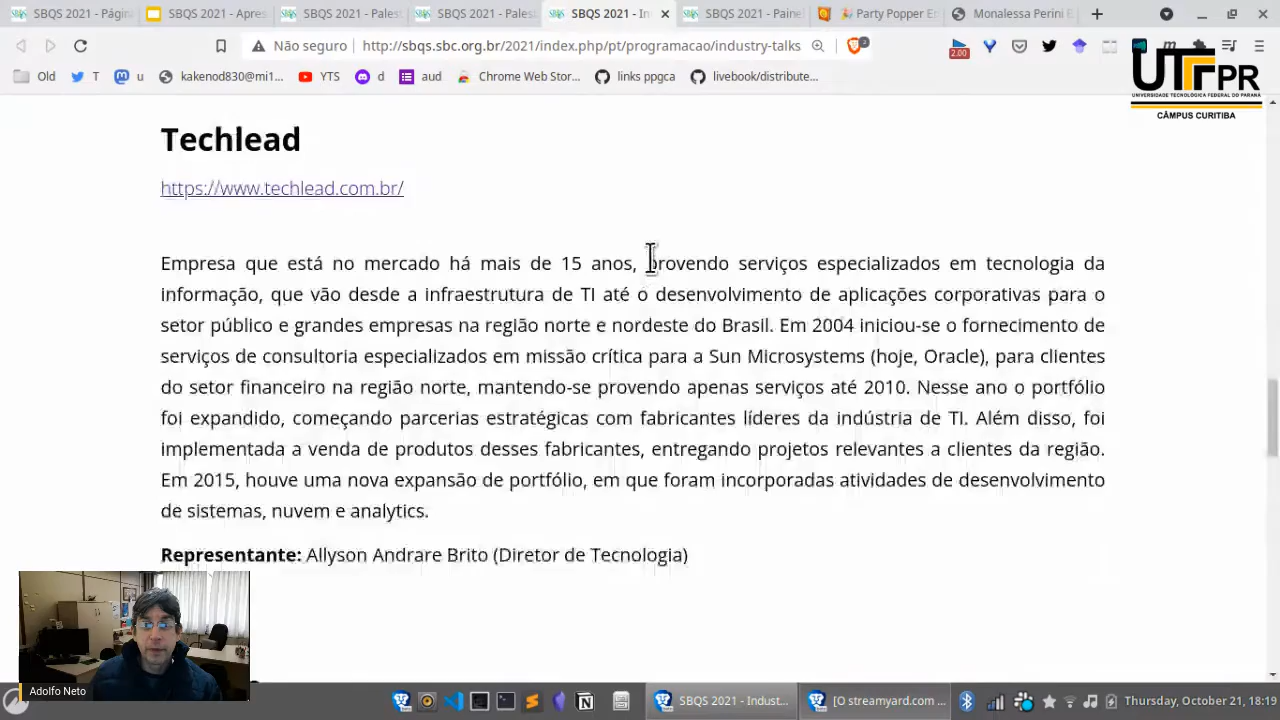 SBQS 2021 - Págin
SBQS 2021 - Apres
SBQS 2021 - Palest
SBQS 2021 - Palest
SBQS 2021 - In
SBQS 2021 - Paine
Party Popper E
Monalessa Perini E
Não seguro
http://sbqs.sbc.org.br/2021/index.php/pt/programacao/industry-talks
2
2.00
Old
T
u
kakenod830@mi1...
YTS
d
aud
Chrome Web Stor...
links ppgca
livebook/distribute...
UTFPR
UNIVERSIDADE TECNOLÓGICA FEDERAL DO PARANÁ
CÂMPUS CURITIBA
Techlead
https://www.techlead.com.br/
Empresa que está no mercado há mais de 15 anos, provendo serviços especializados em tecnologia da
informação, que vão desde a infraestrutura de TI até o desenvolvimento de aplicações corporativas para o
setor público e grandes empresas na região norte e nordeste do Brasil. Em 2004 iniciou-se o fornecimento de
serviços de consultoria especializados em missão crítica para a Sun Microsystems (hoje, Oracle), para clientes
do setor financeiro na região norte, mantendo-se provendo apenas serviços até 2010. Nesse ano o portfólio
foi expandido, começando parcerias estratégicas com fabricantes líderes da indústria de TI. Além disso, foi
implementada a venda de produtos desses fabricantes, entregando projetos relevantes a clientes da região.
Em 2015, houve uma nova expansão de portfólio, em que foram incorporadas atividades de desenvolvimento
de sistemas, nuvem e analytics.
Representante: Allyson Andrare Brito (Diretor de Tecnologia)
Adolfo Neto
SBQS 2021 - Indust...
[O streamyard.com ...
Thursday, October 21, 18:19